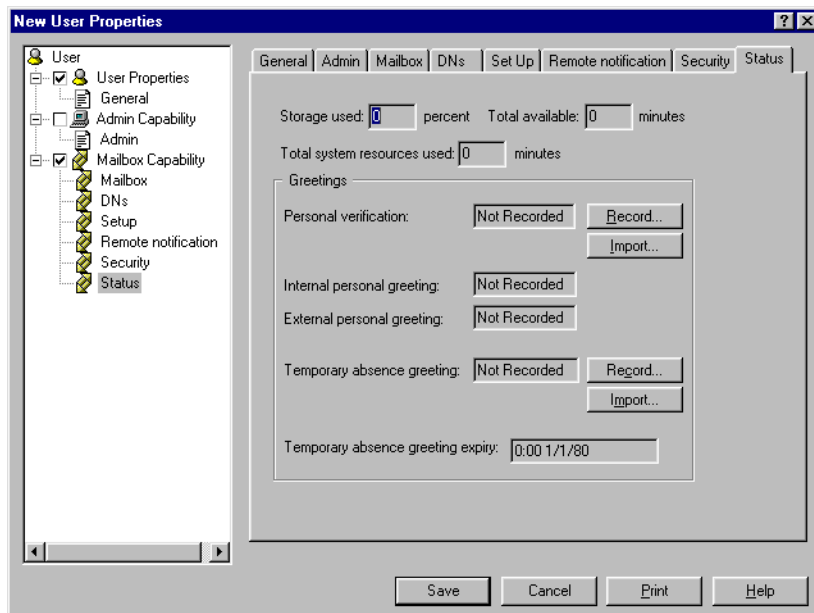 New User Properties
User
User Properties
General
Admin Capability
Admin
Mailbox Capability
Mailbox
DNs
Setup
Remote notification
Security
Status
General Admin Mailbox DNs Set Up Remote notification Security Status
Storage used: 0 percent Total available: 0 minutes
Total system resources used: 0 minutes
Greetings
Personal verification: Not Recorded Record...
Import...
Internal personal greeting: Not Recorded
External personal greeting: Not Recorded
Temporary absence greeting: Not Recorded Record...
Import...
Temporary absence greeting expiry: 0:00 1/1/80
Save Cancel Print Help